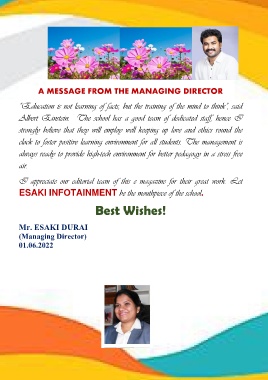 A MESSAGE FROM THE MANAGING DIRECTOR
"Education is not learning of facts, but the training of the mind to think", said
Albert Einstein. The school has a good team of dedicated staff, hence I
strongly believe that they will employ well keeping up love and ethics round the
clock to foster positive learning environment for all students. The management is
always ready to provide high-tech environment for better pedagogy in a stress free
air.
I appreciate our editorial team of this e magazine for their great work. Let
ESAKI INFOTAINMENT be the mouthpiece of the school.
Best Wishes!
Mr. ESAKI DURAI
(Managing Director)
01.06.2022